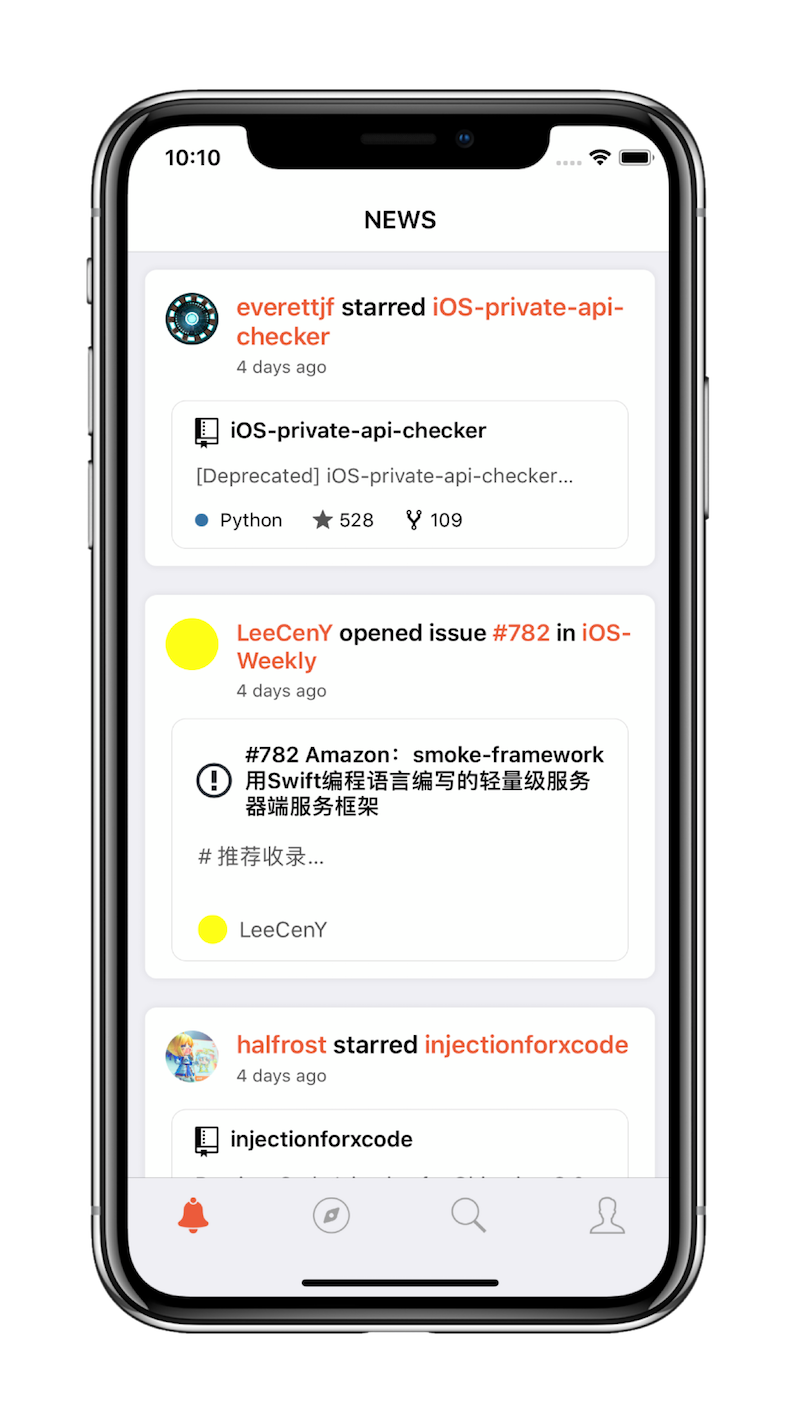 10:10
NEWS
everettjf starred iOS-private-api-
checker
4 days ago
iOS-private-api-checker
[Deprecated] iOS-private-api-checker...
Python 528 109
LeeCenY opened issue #782 in iOS-
Weekly
4 days ago
#782 Amazon：smoke-framework
用Swift编程语言编写的轻量级服务
器端服务框架
# 推荐收录...
LeeCenY
halfrost starred injectionforxcode
4 days ago
injectionforxcode